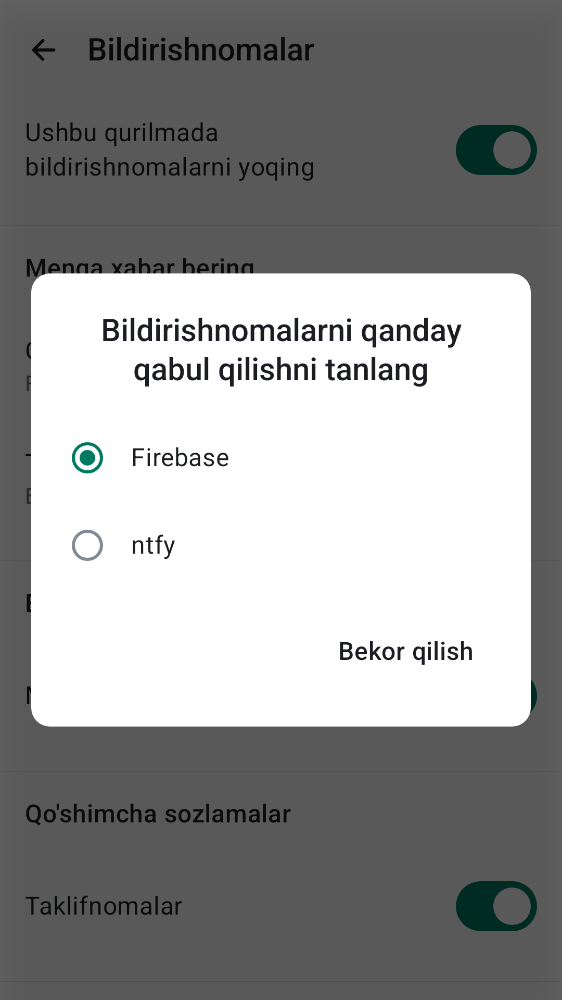 Bildirishnomalar
Ushbu qurilmada
bildirishnomalarni yoqing
Menga xabar bering
Bildirishnomalarni qanday
qabul qilishni tanlang
Firebase
ntfy
Bekor qilish
Qo'shimcha sozlamalar
Taklifnomalar